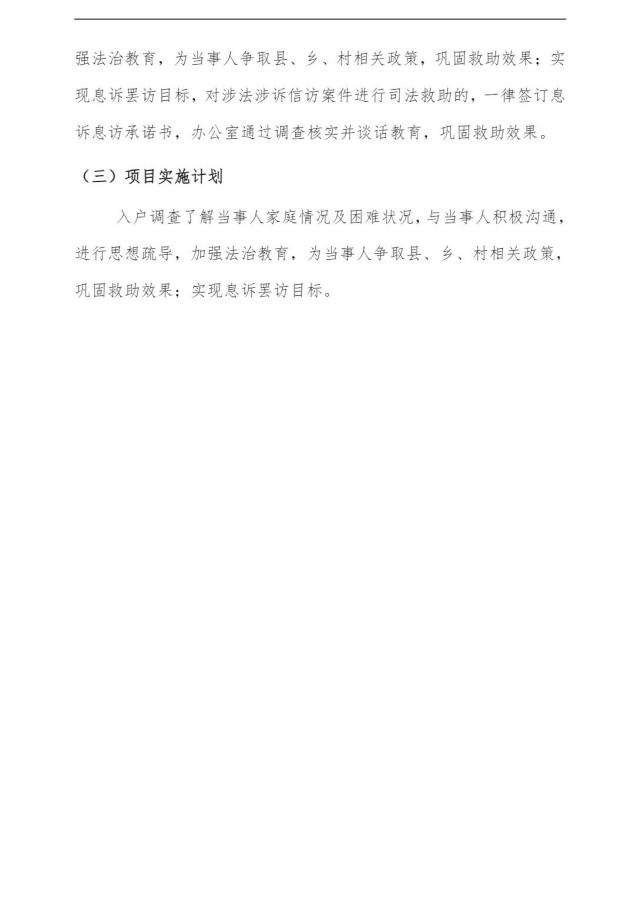 强法治教育，为当事人争取县、乡、村相关政策，巩固救助效果；实
现息诉罢访目标，对涉法涉诉信访案件进行司法救助的，一律签订息
诉息访承诺书，办公室通过调查核实并谈话教育，巩固救助效果。
（三）项目实施计划
入户调查了解当事人家庭情况及困难状况，与当事人积极沟通，
进行思想疏导，加强法治教育，为当事人争取县、乡、村相关政策，
巩固救助效果；实现息诉罢访目标。